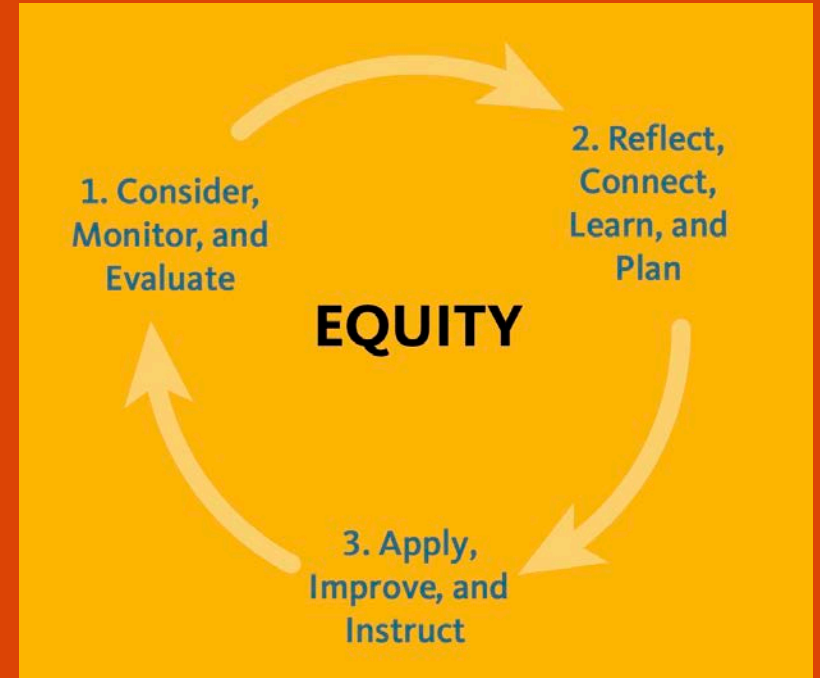 1. Consider,
Monitor, and
Evaluate
2. Reflect,
Connect,
Learn, and
Plan
EQUITY
3. Apply,
Improve, and
Instruct